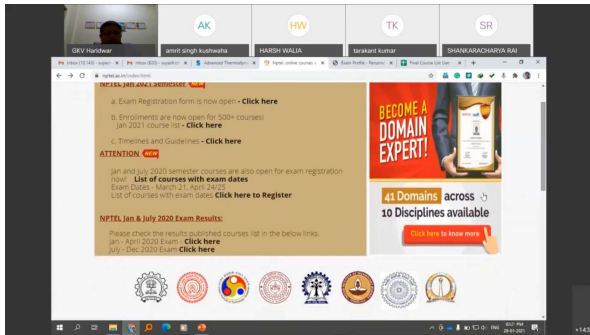 AK
HW
TK
SR
GKV Haridwar
amrit singh kushwaha
HARSH WALIA
tarakant kumar
SHANKARACHARYA RAI
nptel.ac.in/index.html
NPTEL Jan 2021 Semester NEW
a. Exam Registration form is now open - Click here
b. Enrollments are now open for 500+ courses:
Jan 2021 course list - Click here
c. Timelines and Guidelines - Click here
ATTENTION NEW
Jan and July 2020 semester courses are also open for exam registration
now! List of courses with exam dates
Exam Dates - March 21, April 24/25
List of courses with exam dates Click here to Register
NPTEL Jan & July 2020 Exam Results:
Please check the results published courses list in the below links.
Jan - April 2020 Exam - Click here
July - Dec 2020 Exam Click here
BECOME A
DOMAIN
EXPERT!
41 Domains across
10 Disciplines available
Click here to know more
ENG
28-01-2021
+143